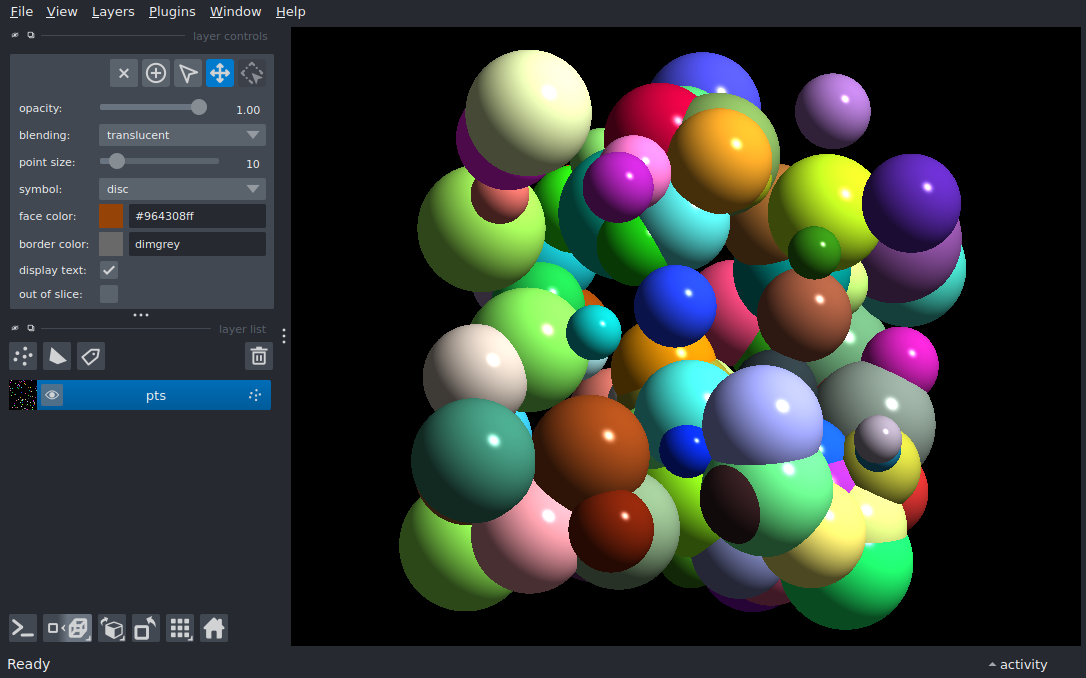 File View Layers Plugins Window Help
layer controls
opacity: 1.00
blending: translucent
point size: 10
symbol: disc
face color: #964308ff
border color: dimgrey
display text:
out of slice:
layer list
pts
Ready activity